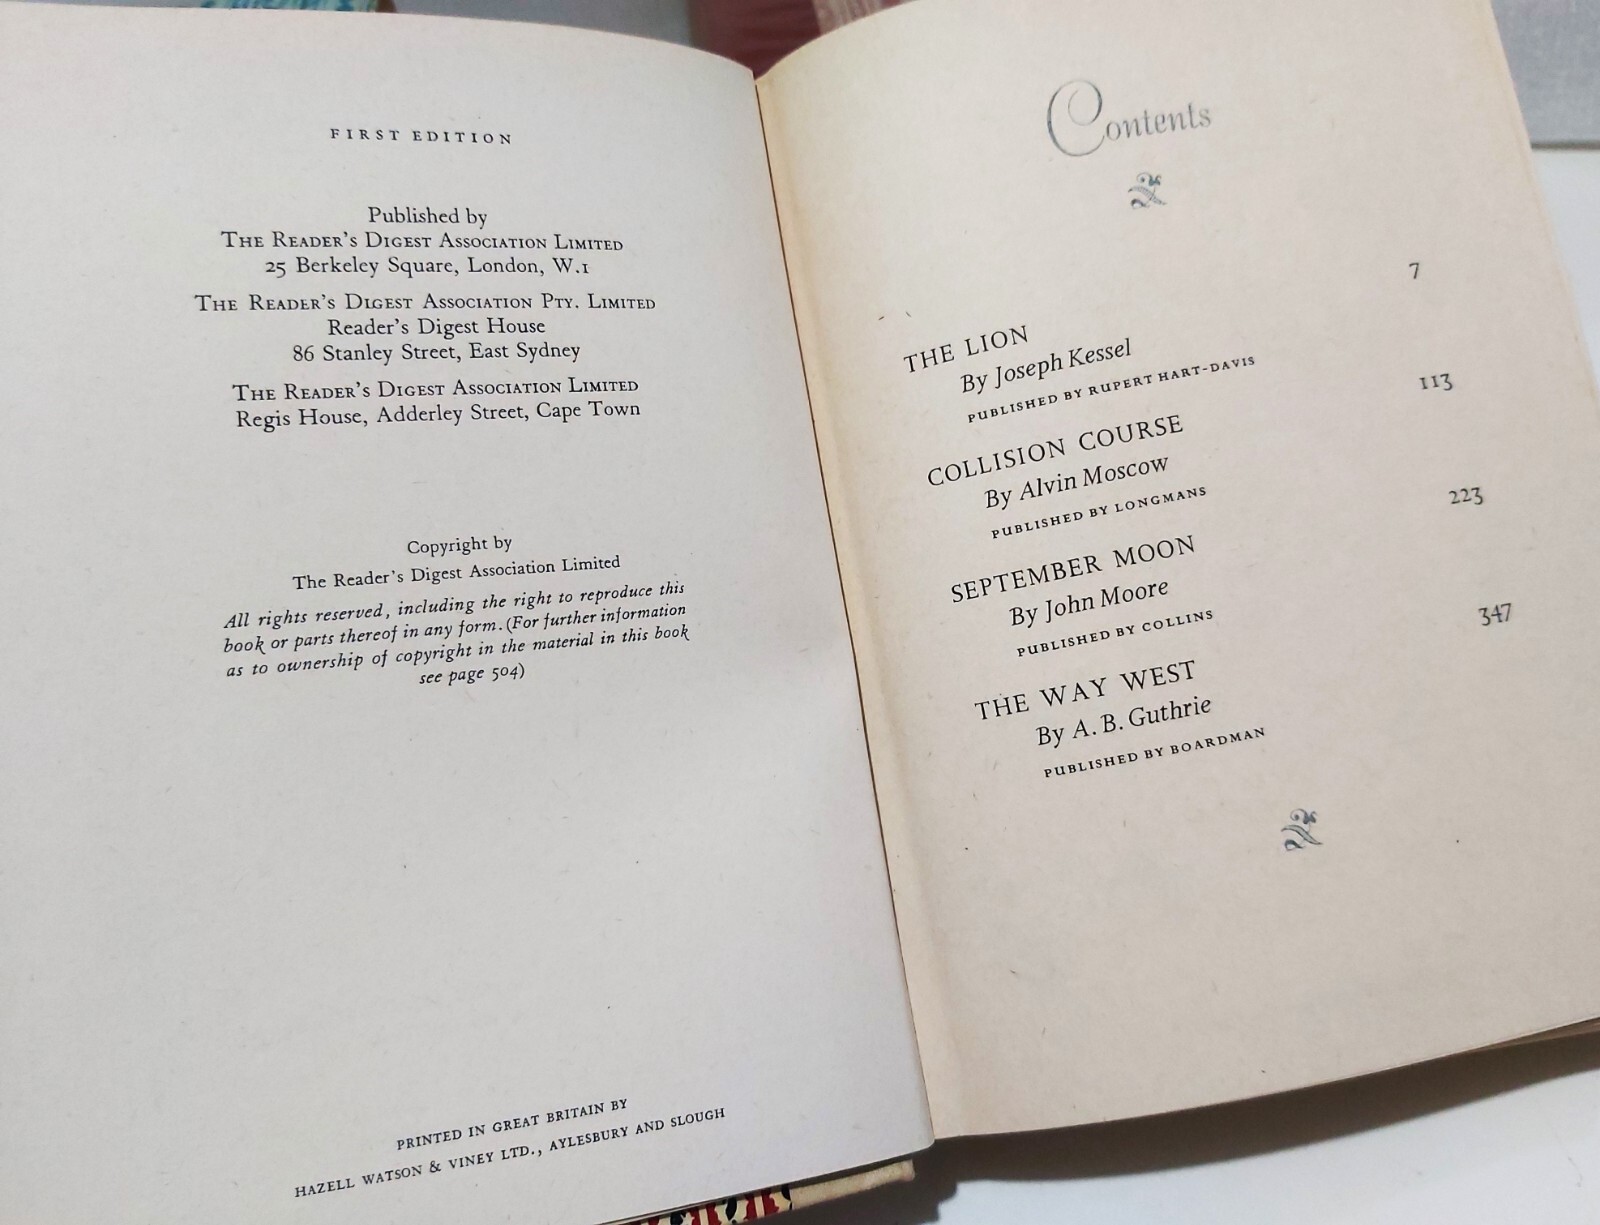 FIRST EDITION
Published by
THE READER'S DIGEST ASSOCIATION LIMITED
25 Berkeley Square, London, W.1
THE READER'S DIGEST ASSOCIATION PTY. LIMITED
Reader's Digest House
86 Stanley Street, East Sydney
THE READER'S DIGEST ASSOCIATION LIMITED
Regis House, Adderley Street, Cape Town
Copyright by
The Reader's Digest Association Limited
All rights reserved, including the right to reproduce this
book or parts thereof in any form. (For further information
as to ownership of copyright in the material in this book
see page 504)
PRINTED IN GREAT BRITAIN BY
HAZELL WATSON & VINEY LTD., AYLESBURY AND SLOUGH
Contents
THE LION 7
By Joseph Kessel
PUBLISHED BY RUPERT HART-DAVIS
COLLISION COURSE 113
By Alvin Moscow
PUBLISHED BY LONGMANS
SEPTEMBER MOON 223
By John Moore
PUBLISHED BY COLLINS
THE WAY WEST 347
By A. B. Guthrie
PUBLISHED BY BOARDMAN